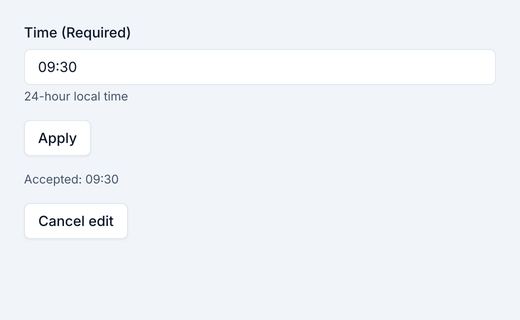 Time (Required)
09:30
24-hour local time
Apply
Accepted: 09:30
Cancel edit